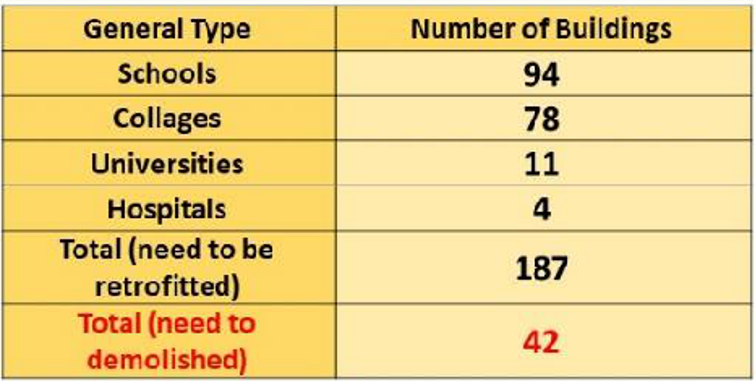 General Type Number of Buildings
Schools 94
Collages 78
Universities 11
Hospitals 4
Total (need to be
retrofitted) 187
Total (need to
demolished) 42